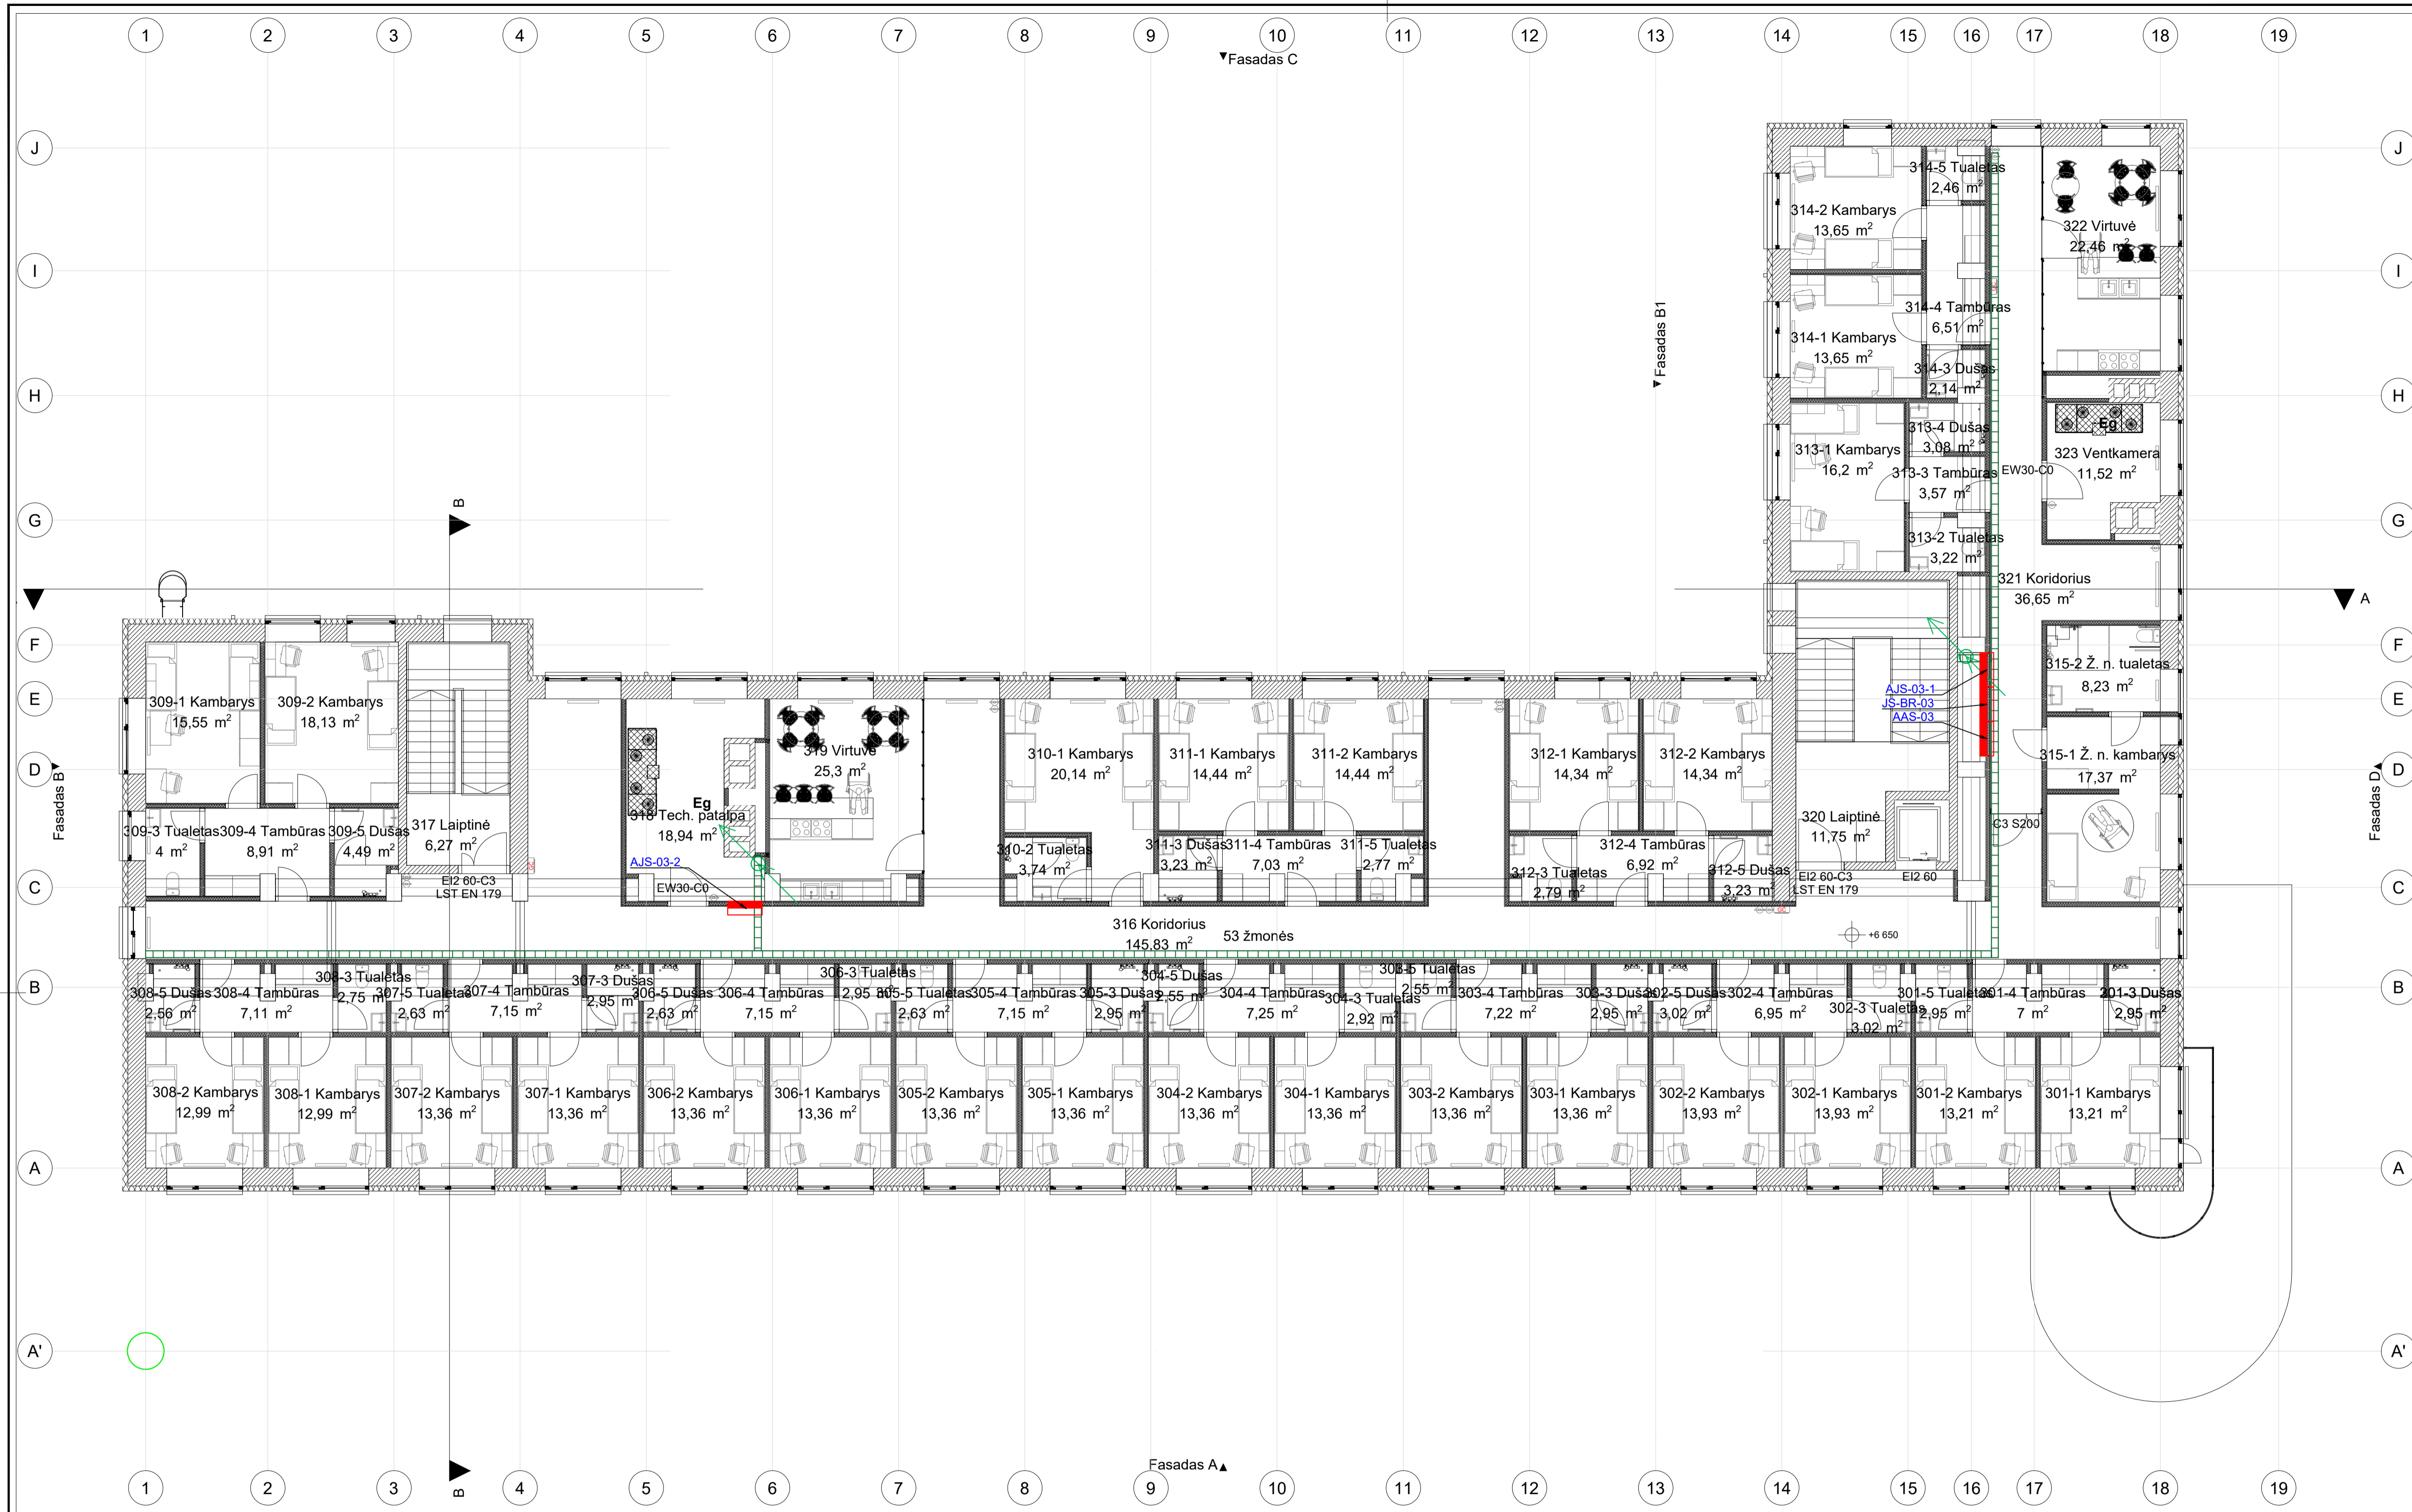 1 2 3 4 5 6 7 8 9 10 11 12 13 14 15 16 17 18 19
Fasadas C
J J
314-5 Tualetas
2,46 m²
314-2 Kambarys
13,65 m²
322 Virtuvė
22,46 m²
I I
314-4 Tambūras
6,51 m²
Fasadas B1
314-1 Kambarys
13,65 m²
314-3 Dušas
2,14 m²
H H
Eg
313-4 Dušas
3,08 m²
313-1 Kambarys
16,2 m²
323 Ventkamera
11,52 m²
313-3 Tambūras
3,57 m²
EW30-C0
B
G G
313-2 Tualetas
3,22 m²
321 Koridorius
36,65 m²
A
F F
315-2 Ž. n. tualetas
8,23 m²
E E
309-1 Kambarys
15,55 m²
309-2 Kambarys
18,13 m²
AJS-03-1
JS-BR-03
AAS-03
319 Virtuvė
25,3 m²
310-1 Kambarys
20,14 m²
311-1 Kambarys
14,44 m²
311-2 Kambarys
14,44 m²
312-1 Kambarys
14,34 m²
312-2 Kambarys
14,34 m²
315-1 Ž. n. kambarys
17,37 m²
D D
Fasadas B
Fasadas D
Eg
318 Tech. patalpa
18,94 m²
AJS-03-2
EW30-C0
309-3 Tualetas
4 m²
309-4 Tambūras
8,91 m²
309-5 Dušas
4,49 m²
317 Laiptinė
6,27 m²
EI2 60-C3
LST EN 179
310-2 Tualetas
3,74 m²
311-3 Dušas
3,23 m²
311-4 Tambūras
7,03 m²
311-5 Tualetas
2,77 m²
312-3 Tualetas
2,79 m²
312-4 Tambūras
6,92 m²
312-5 Dušas
3,23 m²
320 Laiptinė
11,75 m²
EI2 60-C3
LST EN 179
EI2 60
C3 S200
C C
316 Koridorius
145,83 m²
53 žmonės
+6 650
B B
308-5 Dušas
2,56 m²
308-4 Tambūras
7,11 m²
308-3 Tualetas
2,75 m²
307-5 Tualetas
2,63 m²
307-4 Tambūras
7,15 m²
307-3 Dušas
2,95 m²
306-5 Dušas
2,63 m²
306-4 Tambūras
7,15 m²
306-3 Tualetas
2,95 m²
305-5 Tualetas
2,63 m²
305-4 Tambūras
7,15 m²
305-3 Dušas
2,95 m²
304-5 Dušas
2,55 m²
304-4 Tambūras
7,25 m²
304-3 Tualetas
2,92 m²
303-5 Tualetas
2,55 m²
303-4 Tambūras
7,22 m²
303-3 Dušas
2,95 m²
302-5 Dušas
3,02 m²
302-4 Tambūras
6,95 m²
302-3 Tualetas
3,02 m²
301-5 Tualetas
2,95 m²
301-4 Tambūras
7 m²
301-3 Dušas
2,95 m²
308-2 Kambarys
12,99 m²
308-1 Kambarys
12,99 m²
307-2 Kambarys
13,36 m²
307-1 Kambarys
13,36 m²
306-2 Kambarys
13,36 m²
306-1 Kambarys
13,36 m²
305-2 Kambarys
13,36 m²
305-1 Kambarys
13,36 m²
304-2 Kambarys
13,36 m²
304-1 Kambarys
13,36 m²
303-2 Kambarys
13,36 m²
303-1 Kambarys
13,36 m²
302-2 Kambarys
13,93 m²
302-1 Kambarys
13,93 m²
301-2 Kambarys
13,21 m²
301-1 Kambarys
13,21 m²
A A
A' A'
Fasadas A
B
1 2 3 4 5 6 7 8 9 10 11 12 13 14 15 16 17 18 19